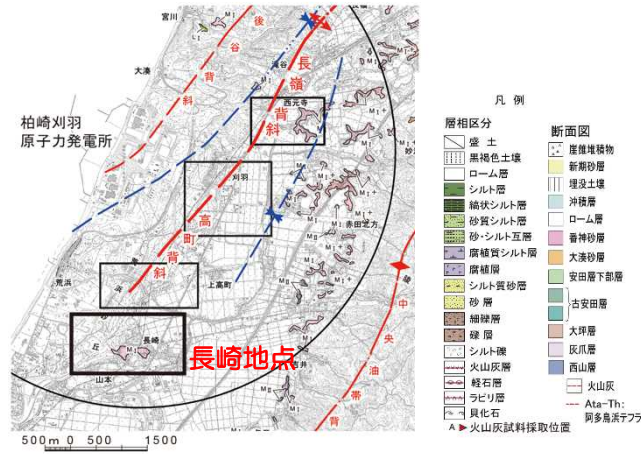 宮川
後谷背斜
大湊
滝谷
長嶺背斜
西元寺
柏崎刈羽
原子力発電所
刈羽
高町背斜
赤田北方
荒浜
上高町
中央油帯背斜
長崎
長崎地点
山本
吉井
500m 0 500 1500
凡 例
層相区分
盛 土
黒褐色土壌
ローム層
シルト層
縞状シルト層
砂質シルト層
砂・シルト互層
腐植質シルト層
腐植層
シルト質砂層
砂 層
細礫層
礫 層
シルト礫
火山灰層
軽石層
ラピリ層
貝化石
A 火山灰試料採取位置
断面図
崖錐堆積物
新期砂層
埋没土壌
沖積層
ローム層
番神砂層
大湊砂層
安田層下部層
古安田層
大坪層
灰爪層
西山層
火山灰
Ata-Th:
阿多鳥浜テフラ